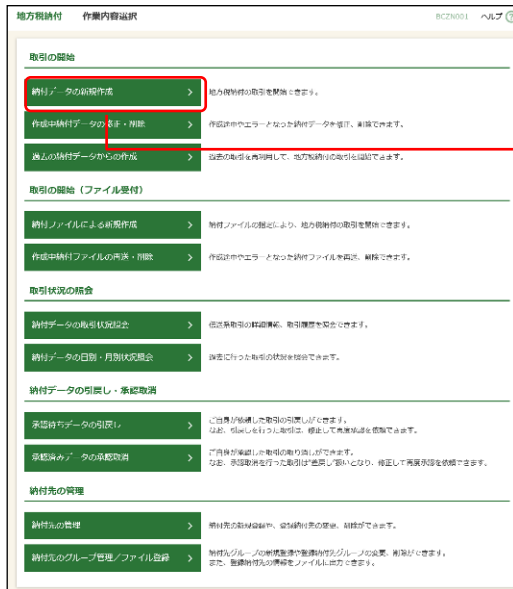 地方税納付 作業内容選択 BCZN001 ヘルプ ?
取引の開始
納付データの新規作成 > 地方税納付の取引を開始できます。
作成中納付データの修正・削除 > 作成途中やエラーとなった納付データを修正、削除できます。
過去の納付データからの作成 > 過去の取引を再利用して、地方税納付の取引を開始できます。
取引の開始（ファイル受付）
納付ファイルによる新規作成 > 納付ファイルの指定により、地方税納付の取引を開始できます。
作成中納付ファイルの再送・削除 > 作成途中やエラーとなった納付ファイルを再送、削除できます。
取引状況の照会
納付データの取引状況照会 > 伝送系取引の詳細情報、取引履歴を照会できます。
納付データの日別・月別状況照会 > 過去に行った取引の状況を照会できます。
納付データの引戻し・承認取消
承認待ちデータの引戻し > ご自身が依頼した取引の引戻しができます。
なお、引戻しを行った取引は、修正して再度承認を依頼できます。
承認済みデータの承認取消 > ご自身が承認した取引の取り消しができます。
なお、承認取消を行った取引は"差戻し"扱いとなり、修正して再度承認を依頼できます。
納付先の管理
納付先の管理 > 納付先の新規登録や、登録納付先の変更、削除ができます。
納付先のグループ管理／ファイル登録 > 納付先グループの新規登録や登録納付先グループの変更、削除ができます。
また、登録納付先の情報をファイルに出力できます。